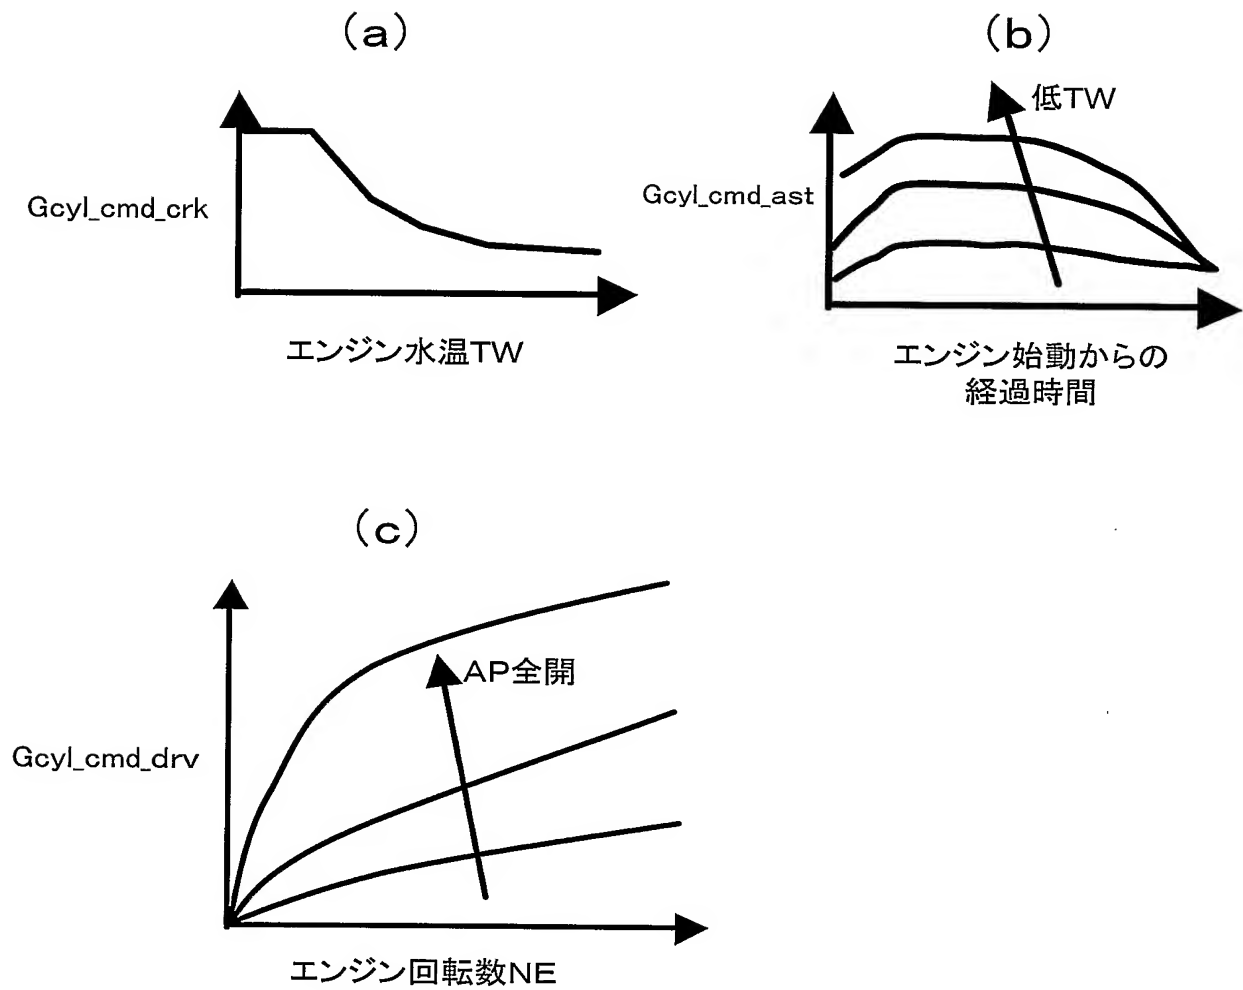 (a)
Gcyl_cmd_crk
エンジン水温TW
(b)
低TW
Gcyl_cmd_ast
エンジン始動からの
経過時間
(c)
AP全開
Gcyl_cmd_drv
エンジン回転数NE